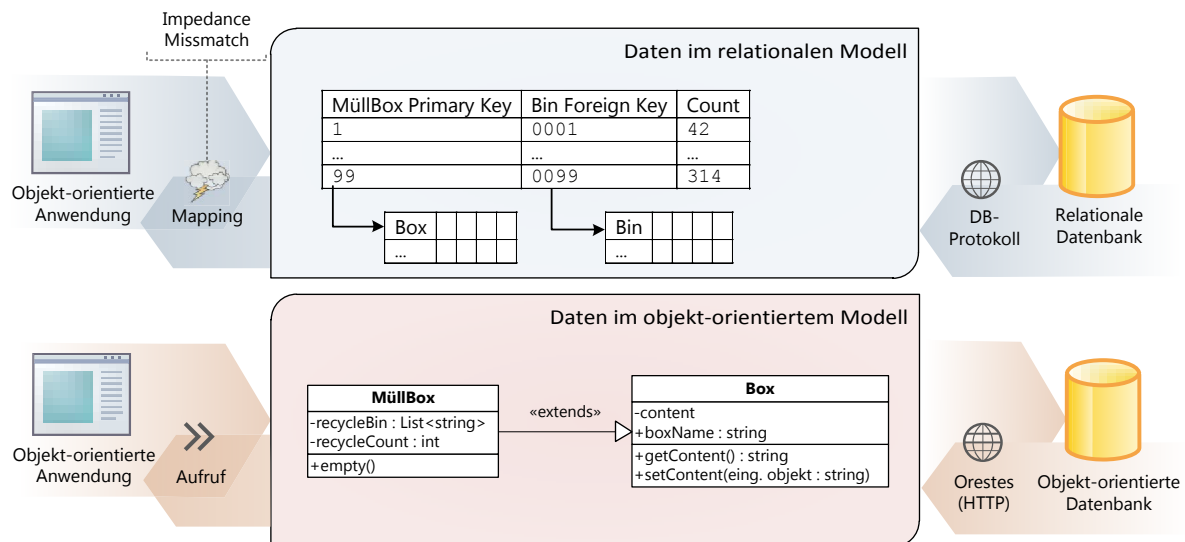 Impedance
Missmatch
Daten im relationalen Modell
MüllBox Primary Key Bin Foreign Key Count
1 0001 42
... ... ...
99 0099 314
Box
...
Bin
...
Objekt-orientierte
Anwendung
Mapping
DB-
Protokoll
Relationale
Datenbank
Daten im objekt-orientiertem Modell
MüllBox
-recycleBin : List<string>
-recycleCount : int
+empty()
«extends»
Box
-content
+boxName : string
+getContent() : string
+setContent(eing. objekt : string)
Objekt-orientierte
Anwendung
Aufruf
Orestes
(HTTP)
Objekt-orientierte
Datenbank